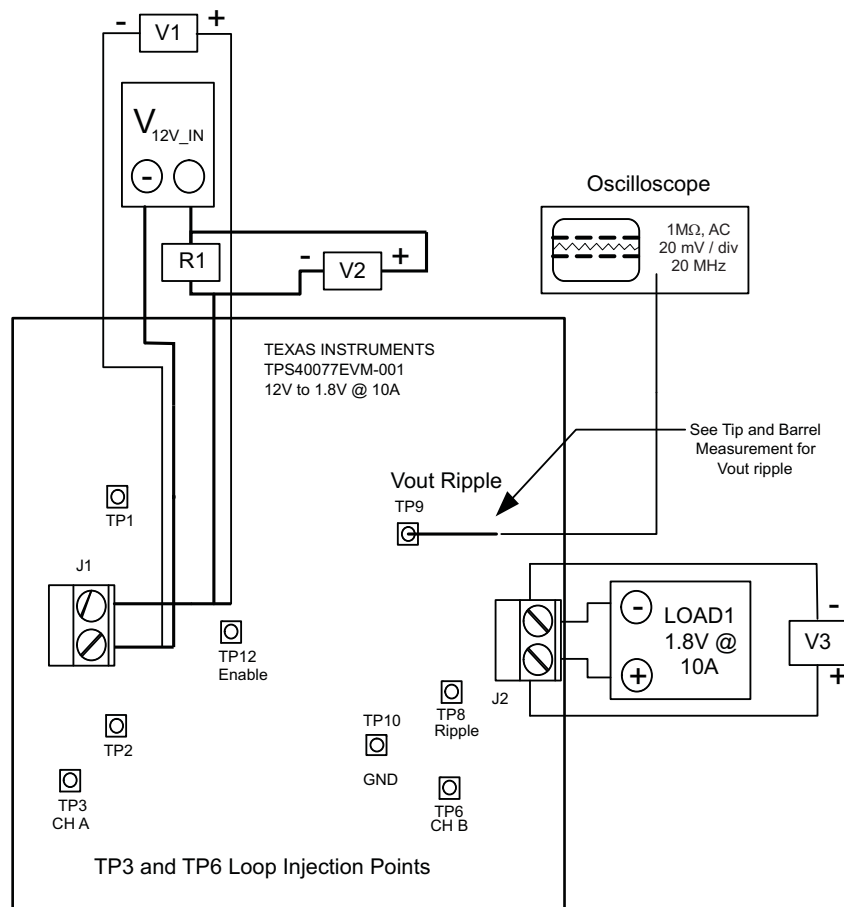 - V1 +
V12V_IN
-
R1
- V2 +
Oscilloscope
1MΩ, AC
20 mV / div
20 MHz
TEXAS INSTRUMENTS
TPS40077EVM-001
12V to 1.8V @ 10A
See Tip and Barrel
Measurement for
Vout ripple
Vout Ripple
TP9
TP1
J1
TP12
Enable
- LOAD1
1.8V @
+ 10A
-
V3
+
J2
TP8
Ripple
TP10
GND
TP2
TP3
CH A
TP6
CH B
TP3 and TP6 Loop Injection Points